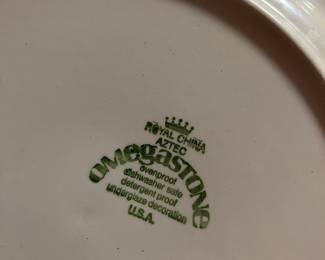 ROYAL CHINA
AZTEC
omegastone
ovenproof
dishwasher safe
detergent proof
underglaze decoration
U.S.A.